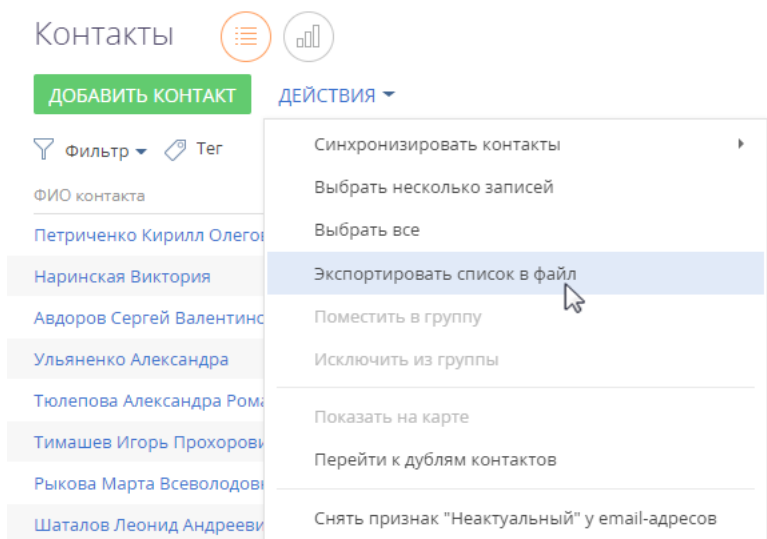 Контакты
ДОБАВИТЬ КОНТАКТ
ДЕЙСТВИЯ
Фильтр
Тег
ФИО контакта
Петриченко Кирилл Олегов
Наринская Виктория
Авдоров Сергей Валентинс
Ульяненко Александра
Тюлепова Александра Рома
Тимашев Игорь Прохорови
Рыкова Марта Всеволодовн
Шаталов Леонид Андрееви
Синхронизировать контакты
Выбрать несколько записей
Выбрать все
Экспортировать список в файл
Поместить в группу
Исключить из группы
Показать на карте
Перейти к дублям контактов
Снять признак "Неактуальный" у email-адресов